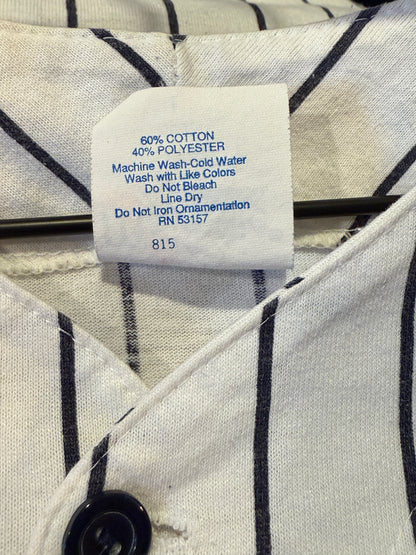 60% COTTON
40% POLYESTER
Machine Wash-Cold Water
Wash with Like Colors
Do Not Bleach
Line Dry
Do Not Iron Ornamentation
RN 53157
815